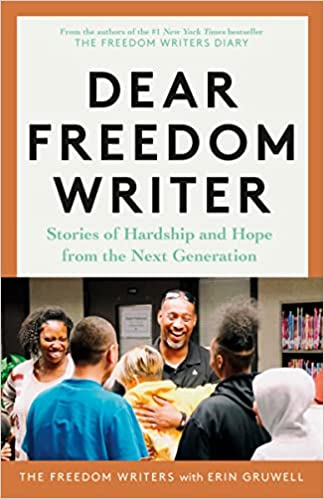 From the authors of the #1 New York Times bestseller
THE FREEDOM WRITERS DIARY
DEAR
FREEDOM
WRITER
Stories of Hardship and Hope
from the Next Generation
THE FREEDOM WRITERS with ERIN GRUWELL